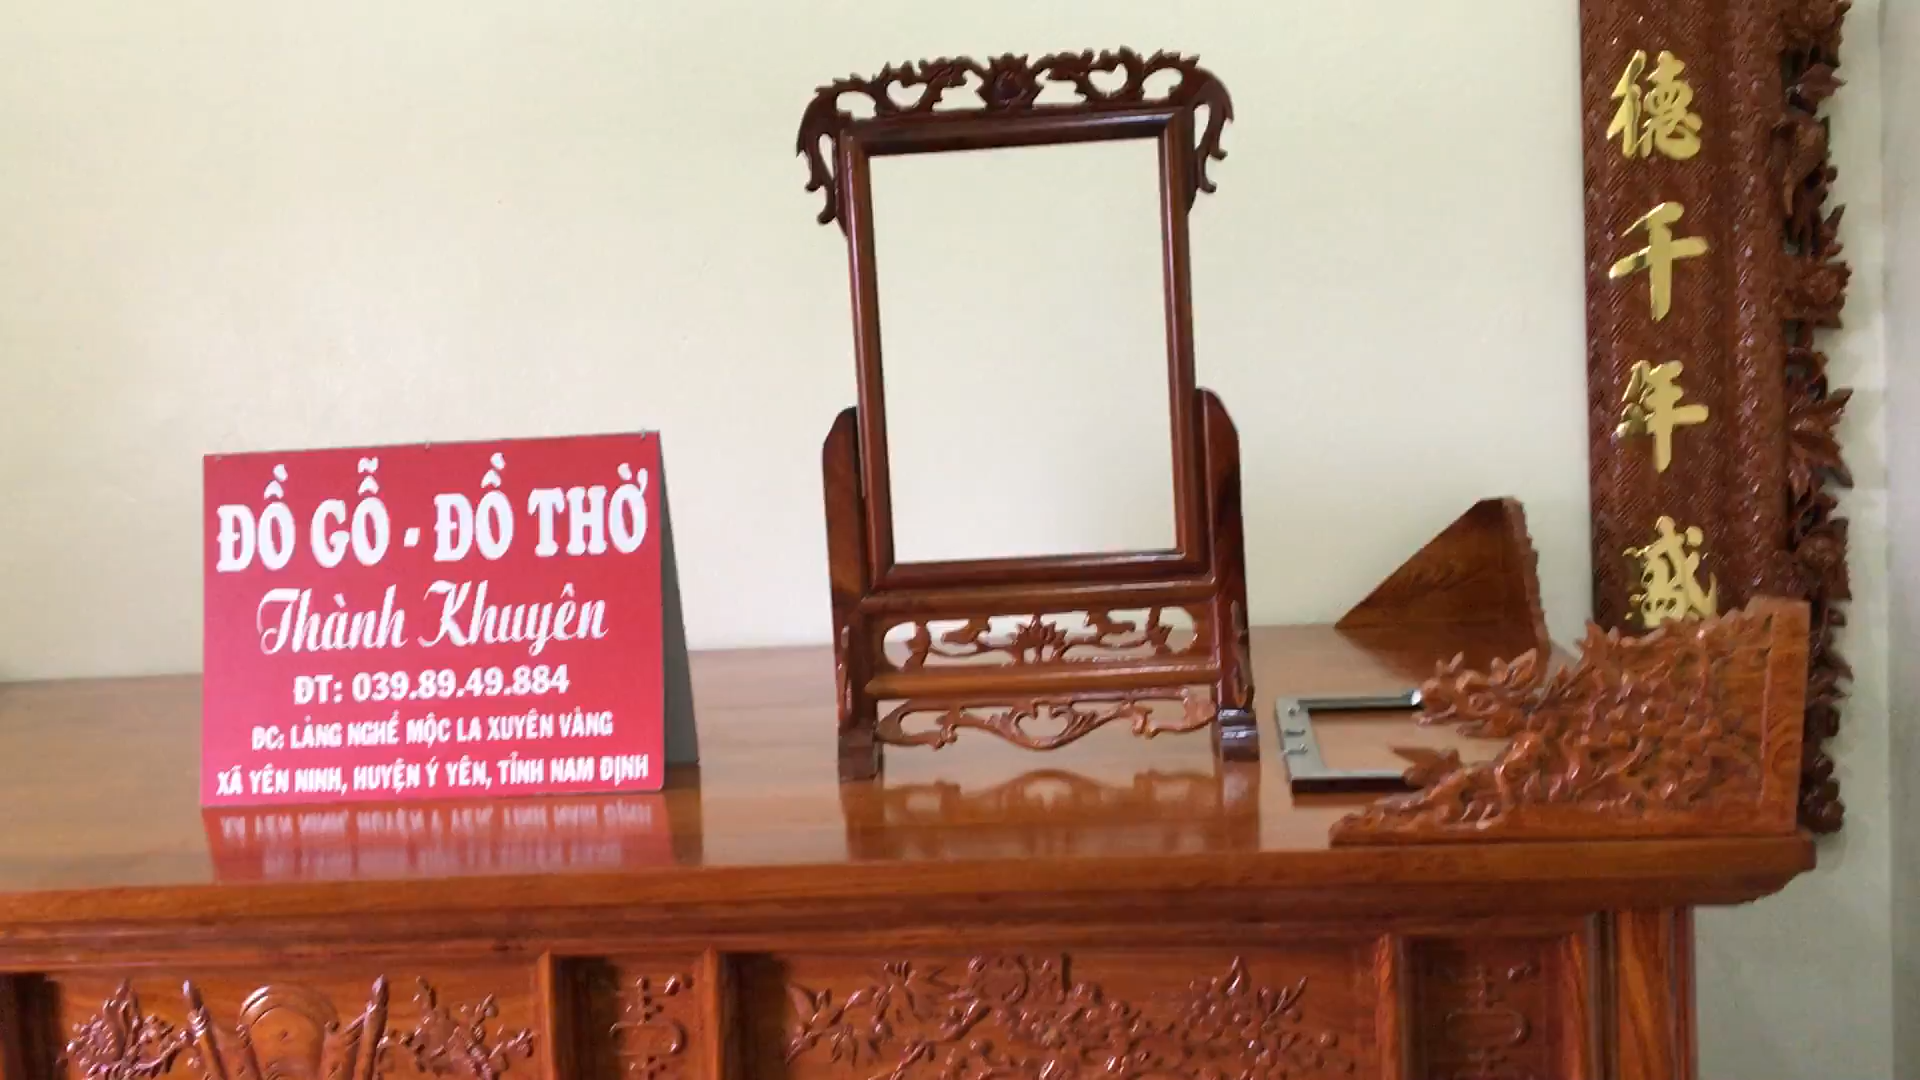 ĐỒ GỖ - ĐỒ THỜ
Thành Khuyên
ĐT: 039.89.49.884
ĐC: LÀNG NGHỀ MỘC LA XUYÊN VÀNG
XÃ YÊN NINH, HUYỆN Ý YÊN, TỈNH NAM ĐỊNH
德千年盛